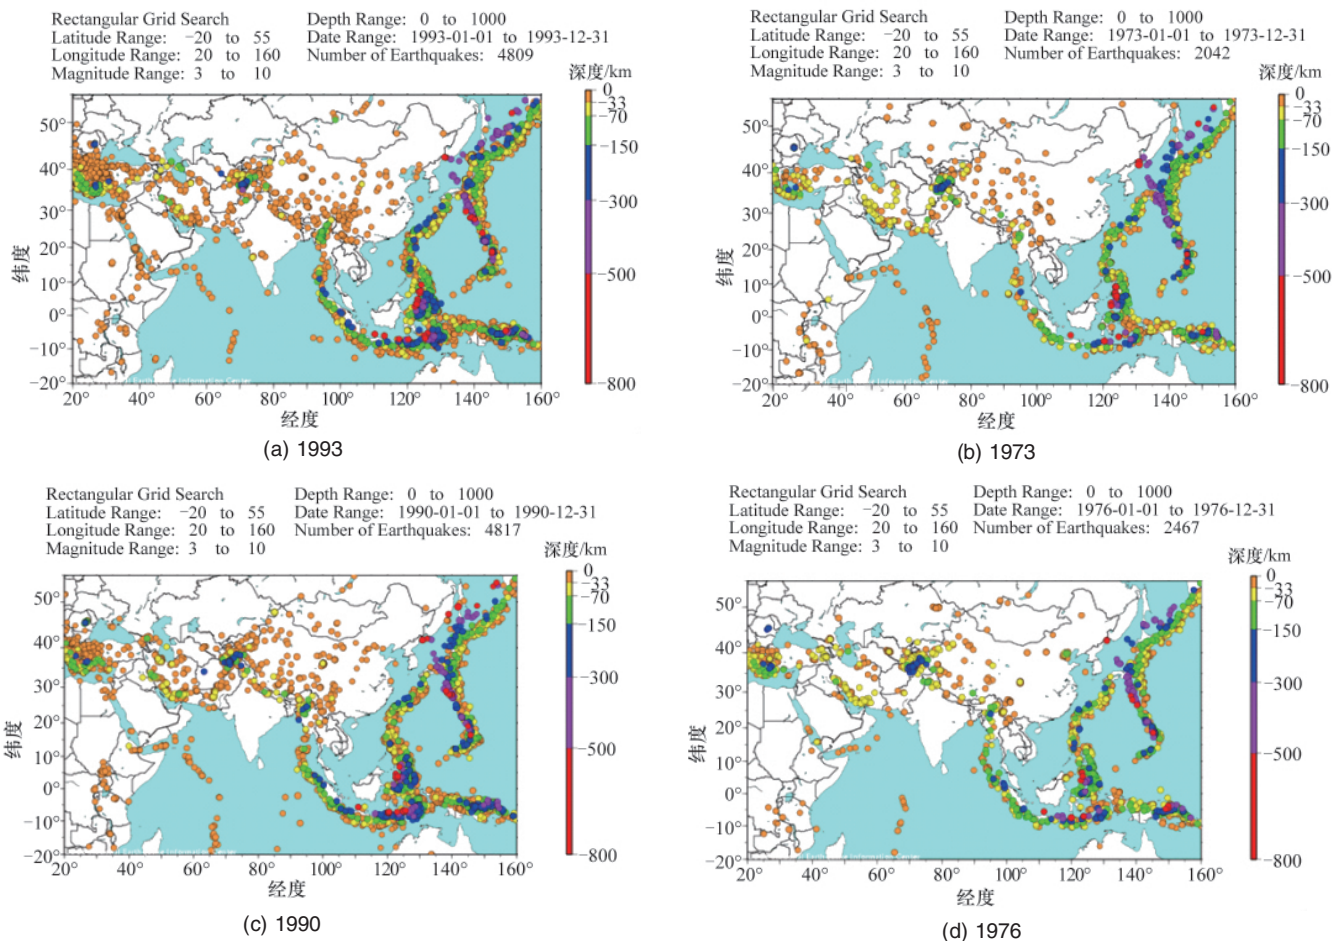 Rectangular Grid Search
Latitude Range: −20 to 55
Longitude Range: 20 to 160
Magnitude Range: 3 to 10
Depth Range: 0 to 1000
Date Range: 1993-01-01 to 1993-12-31
Number of Earthquakes: 4809
深度/km
0
−33
−70
−150
−300
−500
−800
纬度
50°
40°
30°
20°
10°
0°
−10°
−20°
20° 40° 60° 80° 100° 120° 140° 160°
经度
(a) 1993
Rectangular Grid Search
Latitude Range: −20 to 55
Longitude Range: 20 to 160
Magnitude Range: 3 to 10
Depth Range: 0 to 1000
Date Range: 1973-01-01 to 1973-12-31
Number of Earthquakes: 2042
深度/km
0
−33
−70
−150
−300
−500
−800
纬度
50°
40°
30°
20°
10°
0°
−10°
−20°
20° 40° 60° 80° 100° 120° 140° 160°
经度
(b) 1973
Rectangular Grid Search
Latitude Range: −20 to 55
Longitude Range: 20 to 160
Magnitude Range: 3 to 10
Depth Range: 0 to 1000
Date Range: 1990-01-01 to 1990-12-31
Number of Earthquakes: 4817
深度/km
0
−33
−70
−150
−300
−500
−800
纬度
50°
40°
30°
20°
10°
0°
−10°
−20°
20° 40° 60° 80° 100° 120° 140° 160°
经度
(c) 1990
Rectangular Grid Search
Latitude Range: −20 to 55
Longitude Range: 20 to 160
Magnitude Range: 3 to 10
Depth Range: 0 to 1000
Date Range: 1976-01-01 to 1976-12-31
Number of Earthquakes: 2467
深度/km
0
−33
−70
−150
−300
−500
−800
纬度
50°
40°
30°
20°
10°
0°
−10°
−20°
20° 40° 60° 80° 100° 120° 140° 160°
经度
(d) 1976